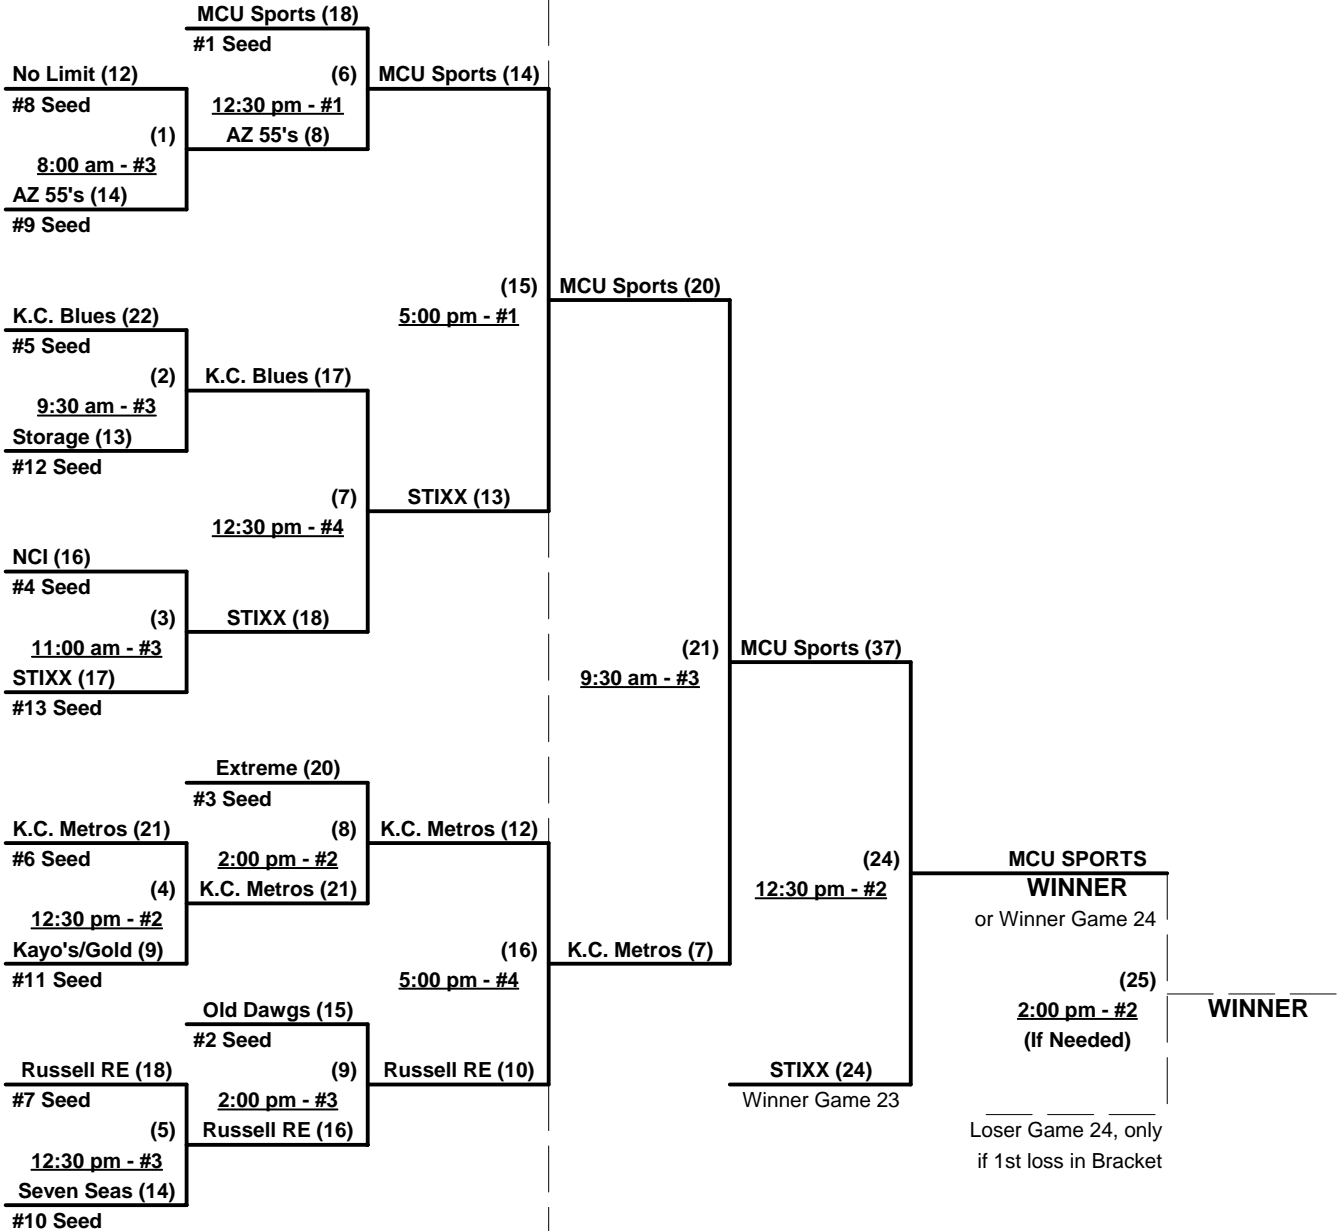 MCU Sports (18)
#1 Seed
No Limit (12)
(6)
MCU Sports (14)
#8 Seed
12:30 pm - #1
(1)
AZ 55's (8)
8:00 am - #3
AZ 55's (14)
#9 Seed
(15)
MCU Sports (20)
K.C. Blues (22)
5:00 pm - #1
#5 Seed
(2)
K.C. Blues (17)
9:30 am - #3
Storage (13)
#12 Seed
(7)
STIXX (13)
12:30 pm - #4
NCI (16)
#4 Seed
(3)
STIXX (18)
11:00 am - #3
(21)
MCU Sports (37)
STIXX (17)
9:30 am - #3
#13 Seed
Extreme (20)
#3 Seed
K.C. Metros (21)
(8)
K.C. Metros (12)
#6 Seed
2:00 pm - #2
(24)
MCU SPORTS
(4)
K.C. Metros (21)
12:30 pm - #2
WINNER
12:30 pm - #2
or Winner Game 24
Kayo's/Gold (9)
(16)
K.C. Metros (7)
#11 Seed
5:00 pm - #4
(25)
Old Dawgs (15)
2:00 pm - #2
WINNER
#2 Seed
(If Needed)
Russell RE (18)
(9)
Russell RE (10)
STIXX (24)
#7 Seed
2:00 pm - #3
Winner Game 23
(5)
Russell RE (16)
Loser Game 24, only
12:30 pm - #3
if 1st loss in Bracket
Seven Seas (14)
#10 Seed